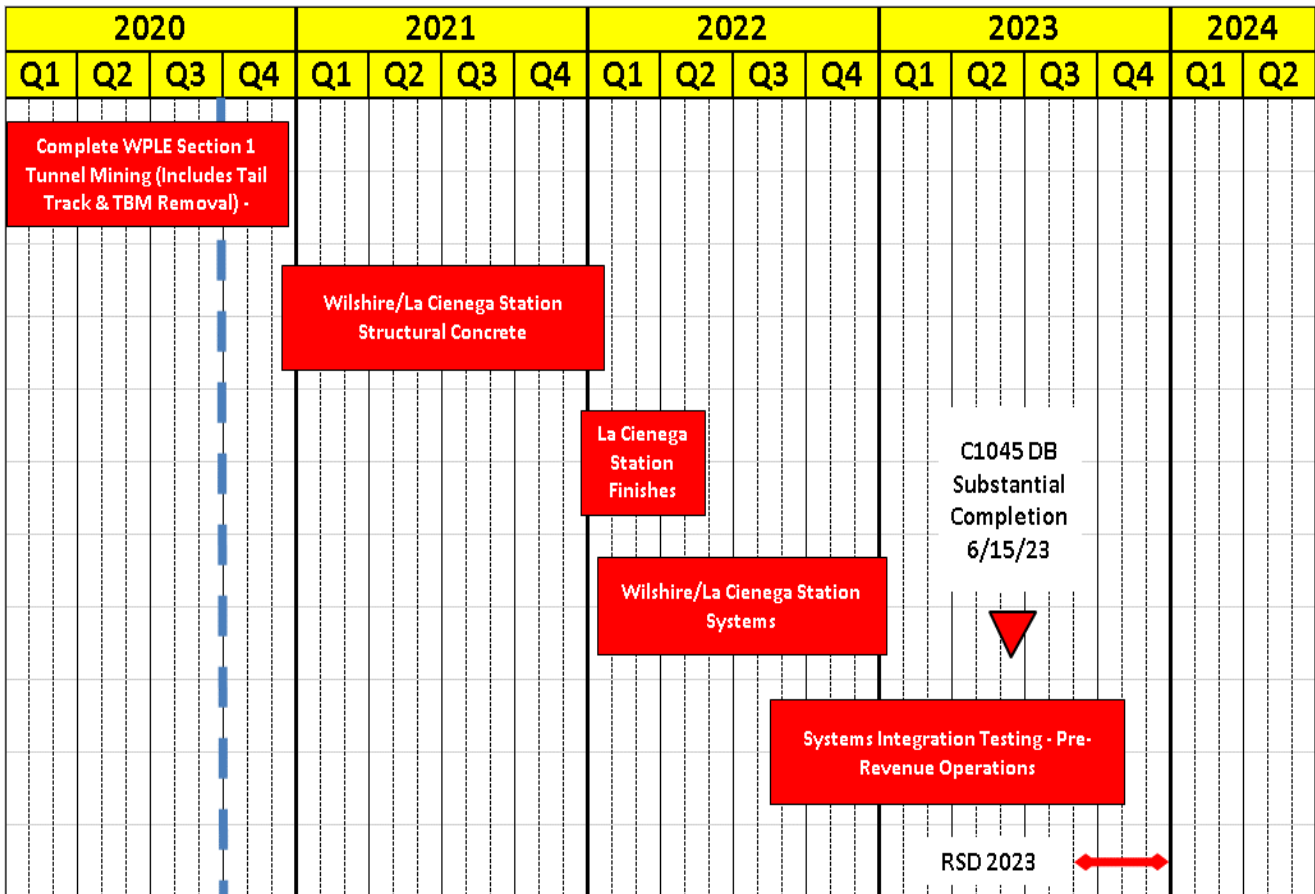 2020 2021 2022 2023 2024
Q1 Q2 Q3 Q4 Q1 Q2 Q3 Q4 Q1 Q2 Q3 Q4 Q1 Q2 Q3 Q4 Q1 Q2
Complete WPLE Section 1
Tunnel Mining (Includes Tail
Track & TBM Removal) -
Wilshire/La Cienega Station
Structural Concrete
La Cienega
Station
Finishes
C1045 DB
Substantial
Completion
6/15/23
Wilshire/La Cienega Station
Systems
Systems Integration Testing - Pre-
Revenue Operations
RSD 2023